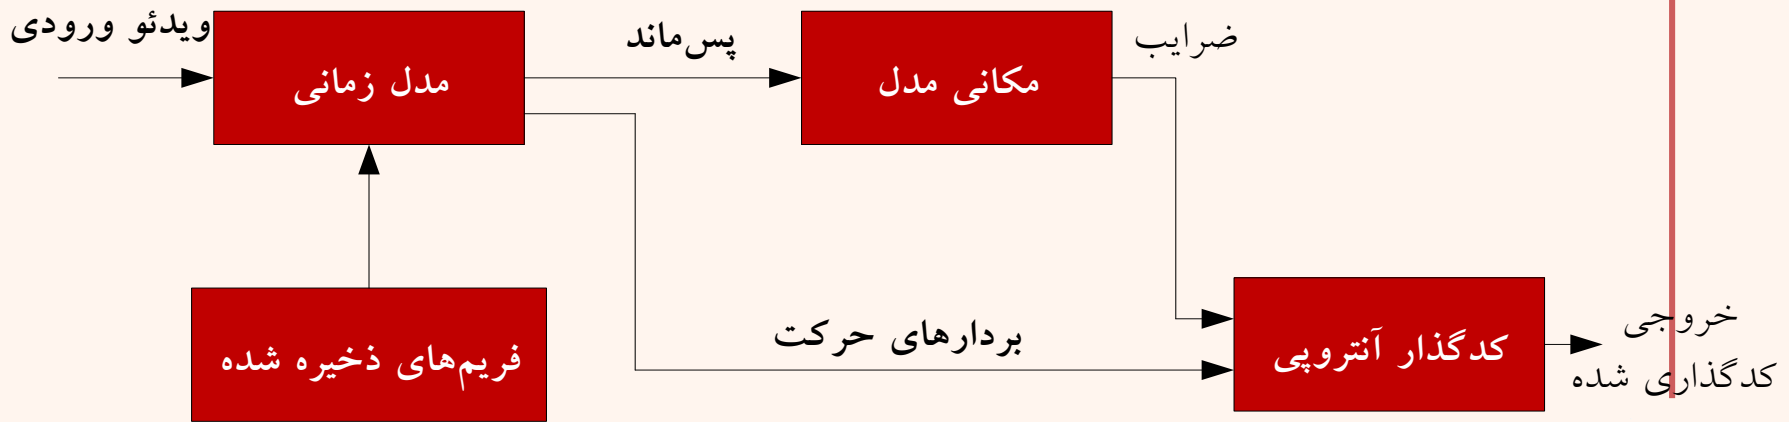 ویدئو ورودی
مدل زمانی
پس‌ماند
مکانی مدل
ضرایب
فریم‌های ذخیره شده
بردارهای حرکت
کدگذار آنتروپی
خروجی
کدگذاری شده